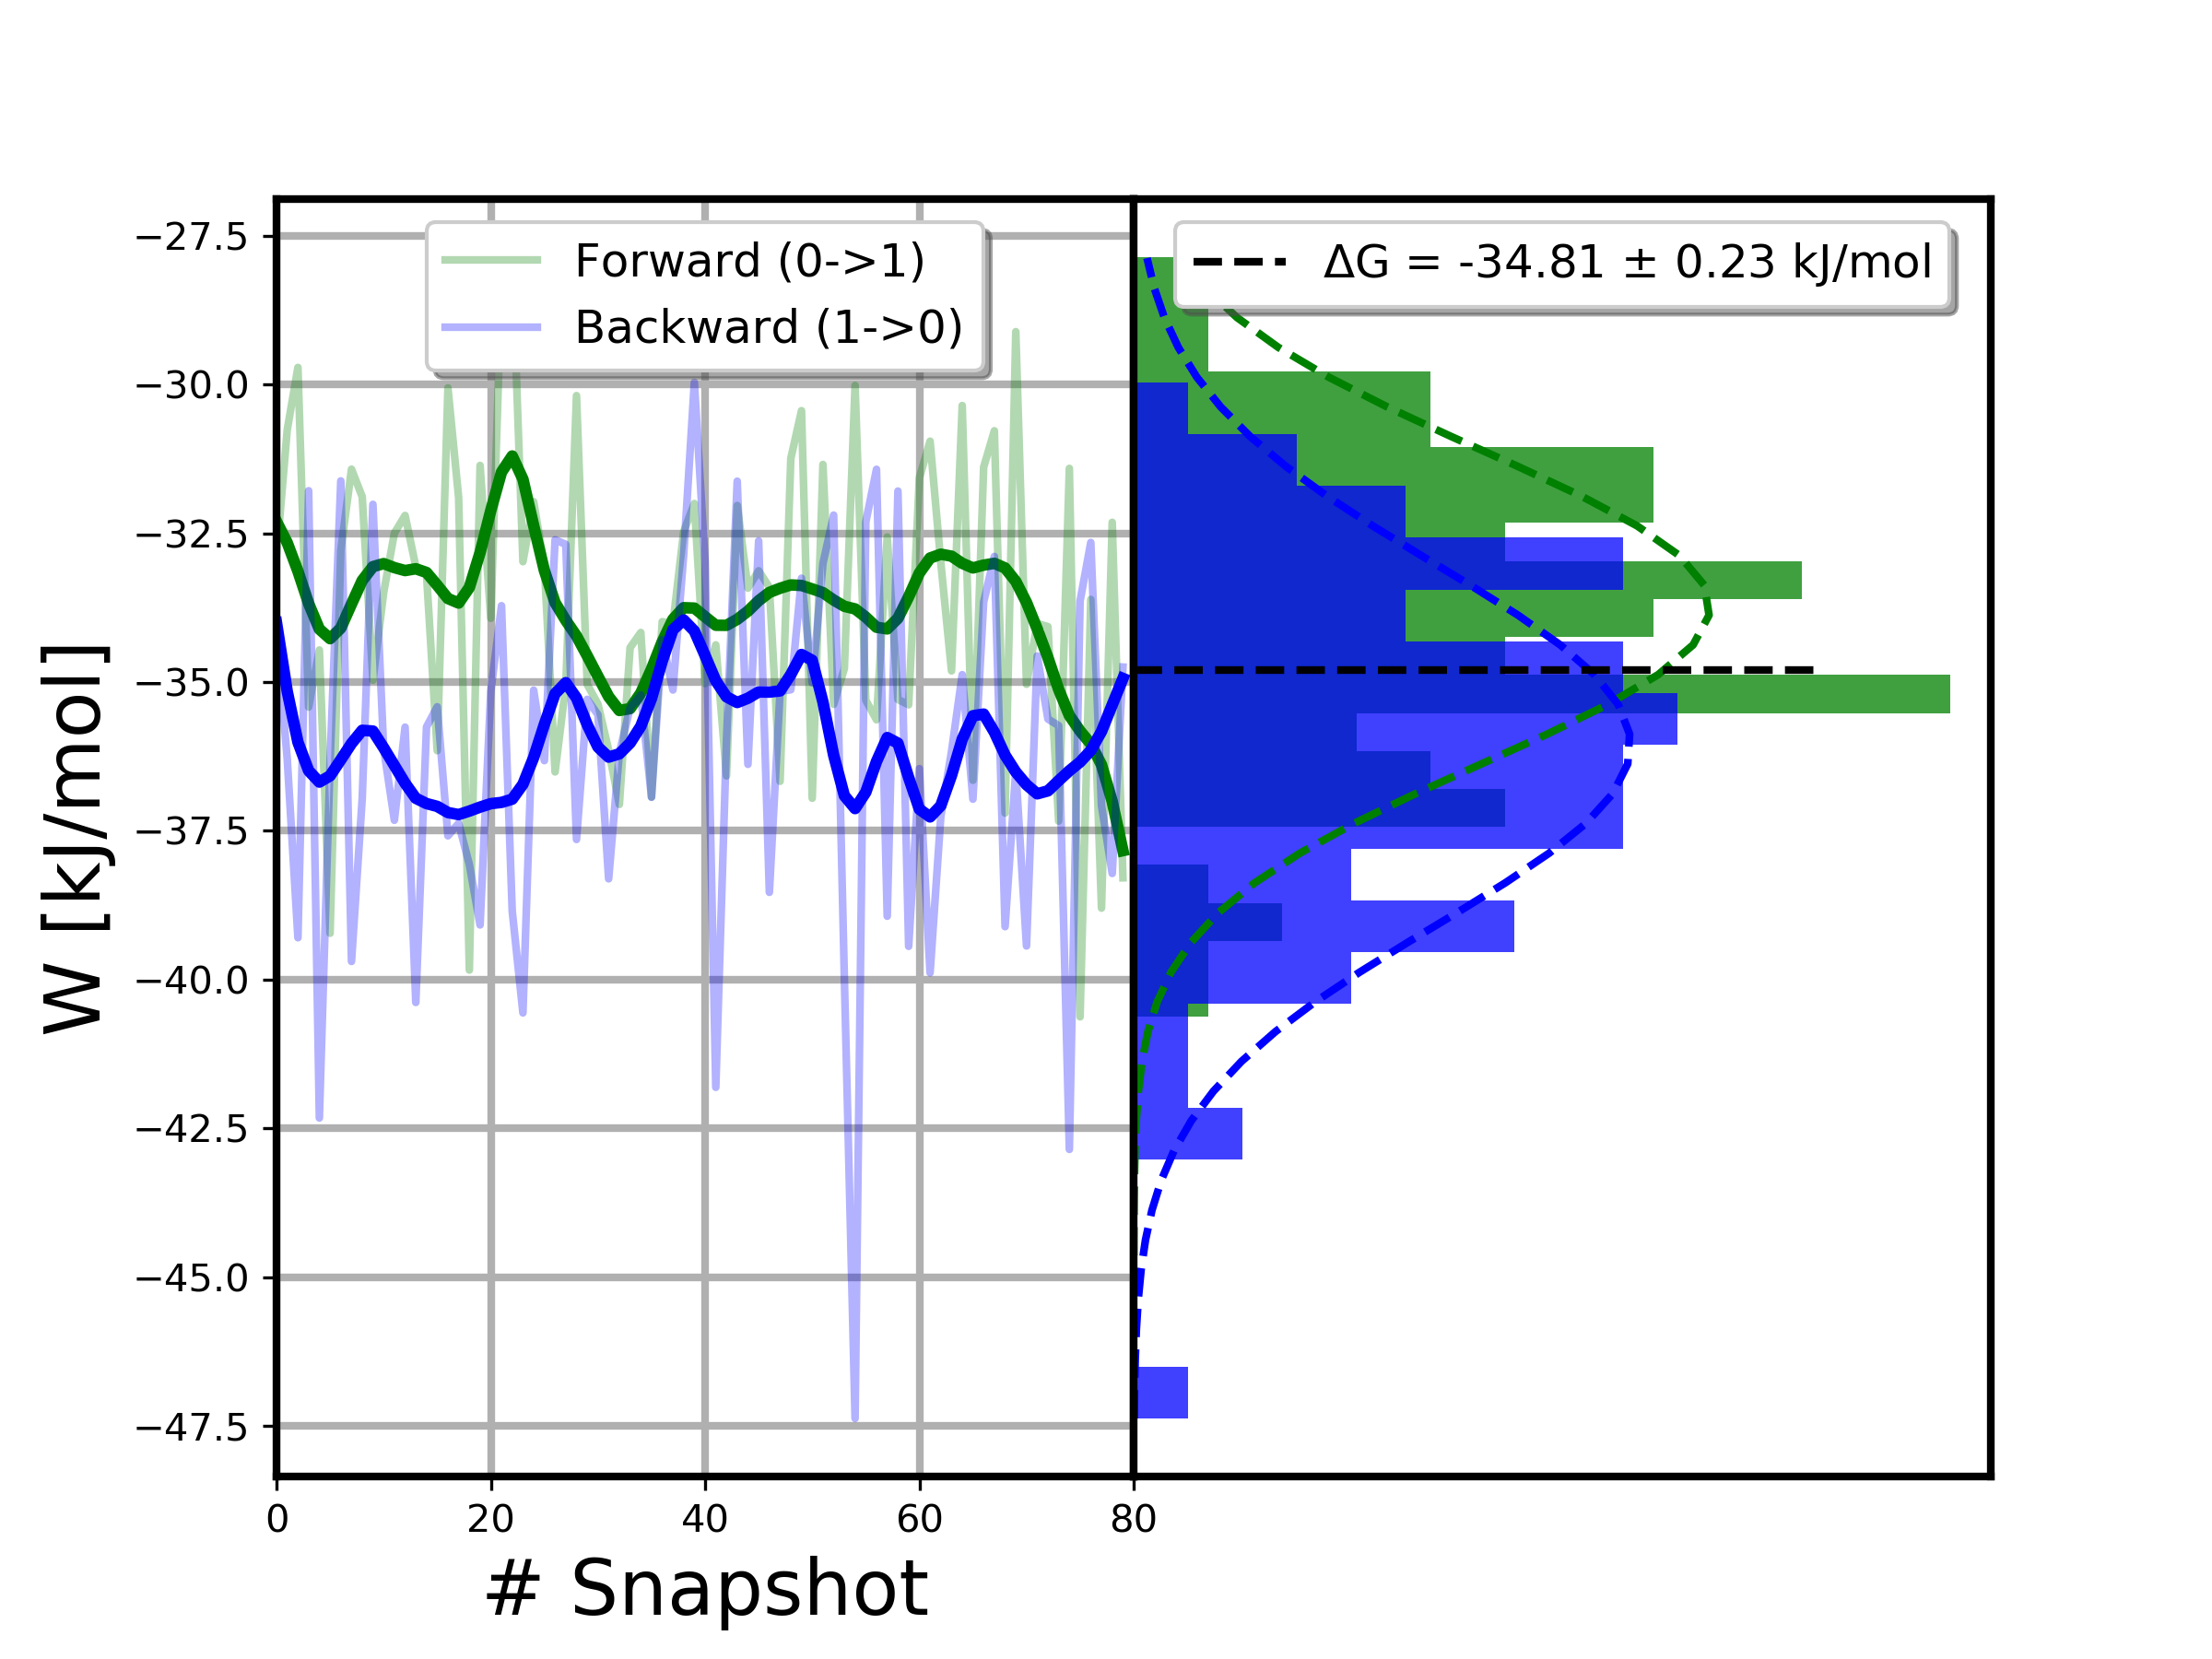 Forward (0->1)
Backward (1->0)
ΔG = -34.81 ± 0.23 kJ/mol
W [kJ/mol]
−27.5
−30.0
−32.5
−35.0
−37.5
−40.0
−42.5
−45.0
−47.5
0 20 40 60 80
# Snapshot